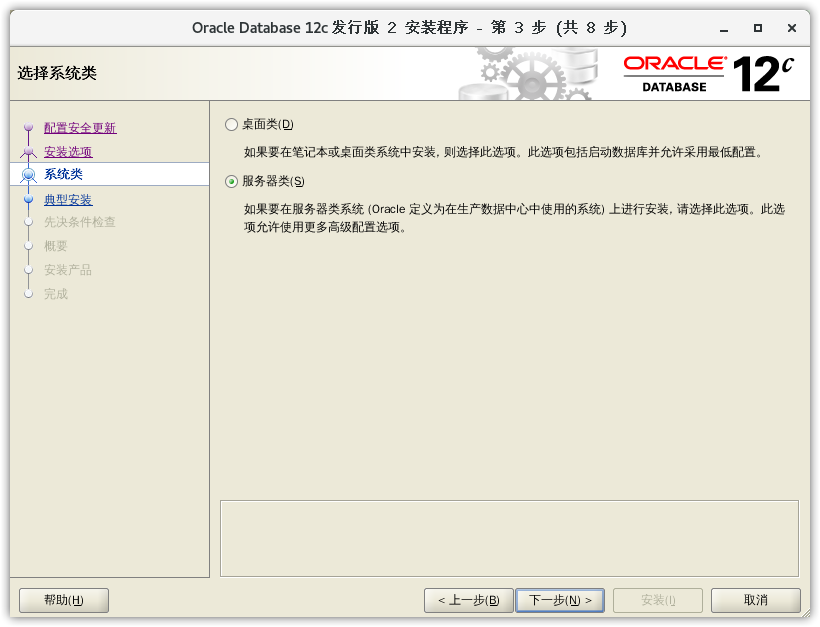 Oracle Database 12c 发行版 2 安装程序 - 第 3 步 (共 8 步)
选择系统类
ORACLE
DATABASE
12c
配置安全更新
安装选项
系统类
典型安装
先决条件检查
概要
安装产品
完成
桌面类(D)
如果要在笔记本或桌面类系统中安装, 则选择此选项。此选项包括启动数据库并允许采用最低配置。
服务器类(S)
如果要在服务器类系统 (Oracle 定义为在生产数据中心中使用的系统) 上进行安装, 请选择此选项。此选
项允许使用更多高级配置选项。
帮助(H)
< 上一步(B)
下一步(N) >
安装(I)
取消